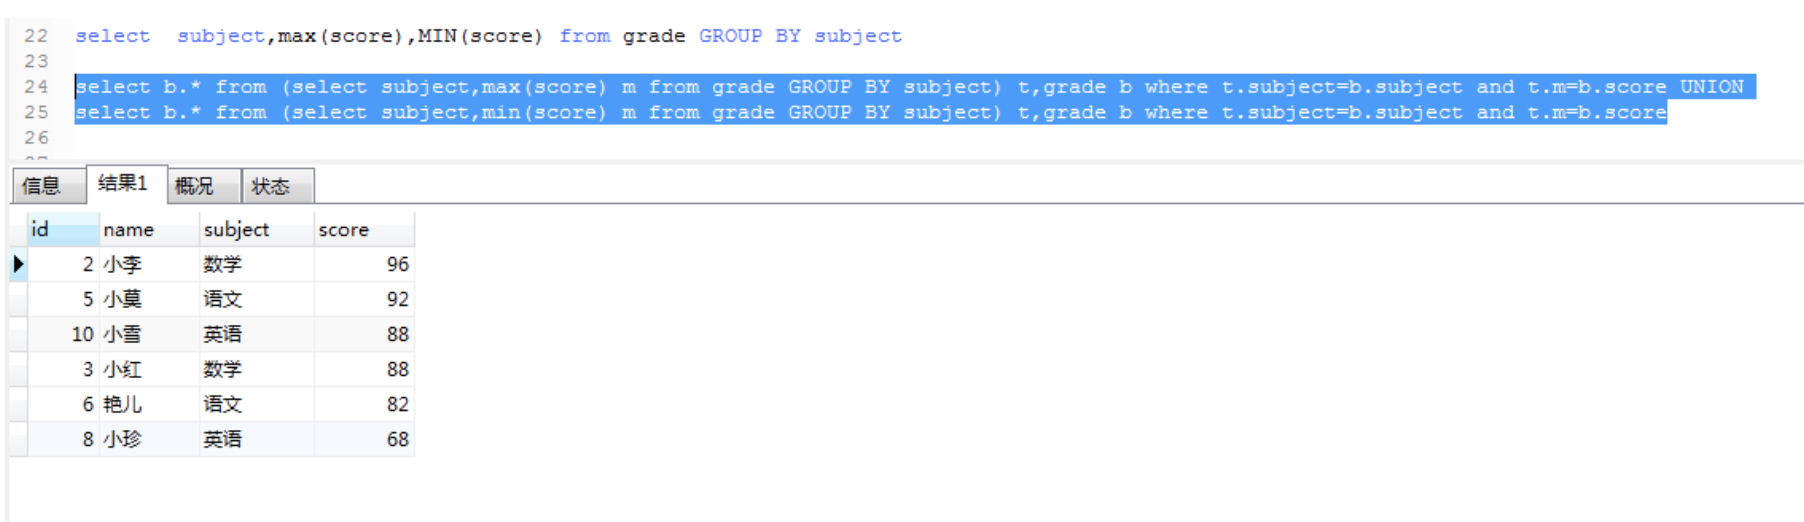 22 select  subject,max(score),MIN(score) from grade GROUP BY subject
23
24 select b.* from (select subject,max(score) m from grade GROUP BY subject) t,grade b where t.subject=b.subject and t.m=b.score UNION
25 select b.* from (select subject,min(score) m from grade GROUP BY subject) t,grade b where t.subject=b.subject and t.m=b.score
26
信息 结果1 概况 状态
id name subject score
2 小李 数学 96
5 小莫 语文 92
10 小雪 英语 88
3 小红 数学 88
6 艳儿 语文 82
8 小珍 英语 68